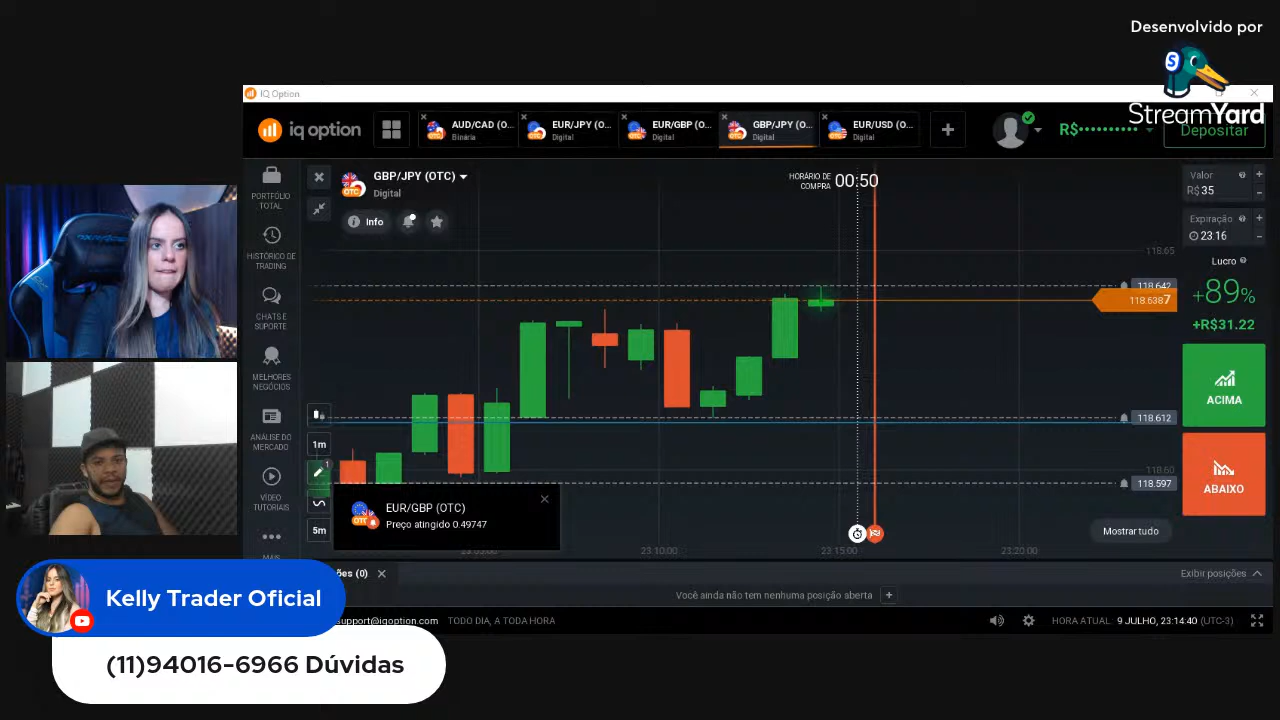 Desenvolvido por
StreamYard
IQ Option
iq option
AUD/CAD (O...
Binária
EUR/JPY (O...
Digital
EUR/GBP (O...
Digital
GBP/JPY (O...
Digital
EUR/USD (O...
Digital
R$
Depositar
PORTFÓLIO
TOTAL
HISTÓRICO DE
TRADING
CHATS E
SUPORTE
MELHORES
NEGÓCIOS
ANÁLISE DO
MERCADO
VÍDEO
TUTORIAIS
GBP/JPY (OTC)
Digital
Info
HORÁRIO DE
COMPRA
00:50
118.65
118.642
118.6387
118.612
118.60
118.597
Valor
R$ 35
Expiração
23:16
Lucro
+89%
+R$31.22
ACIMA
ABAIXO
1m
1
5m
EUR/GBP (OTC)
Preço atingido 0.49747
23:10:00
23:15:00
23:20:00
Mostrar tudo
ões (0)
Exibir posições
Você ainda não tem nenhuma posição aberta
support@iqoption.com
TODO DIA, A TODA HORA
HORA ATUAL 9 JULHO, 23:14:40 (UTC-3)
Kelly Trader Oficial
(11)94016-6966 Dúvidas